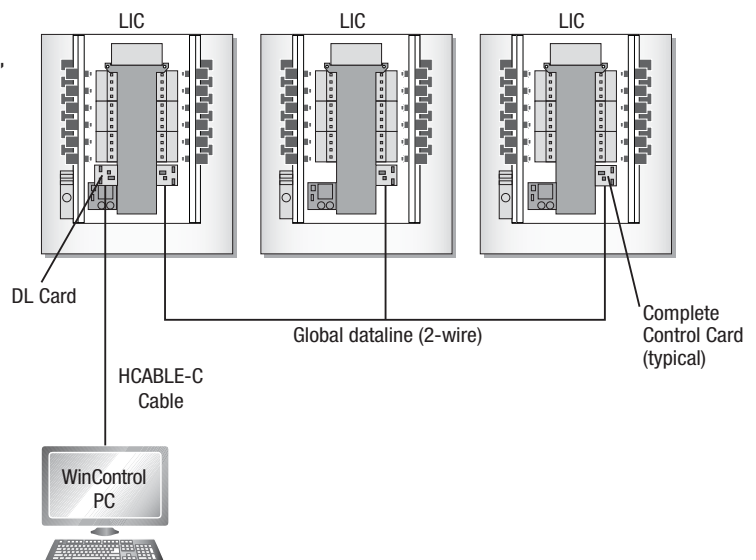 LIC
LIC
LIC
,
DL Card
Global dataline (2-wire)
Complete
Control Card
(typical)
HCABLE-C
Cable
WinControl
PC